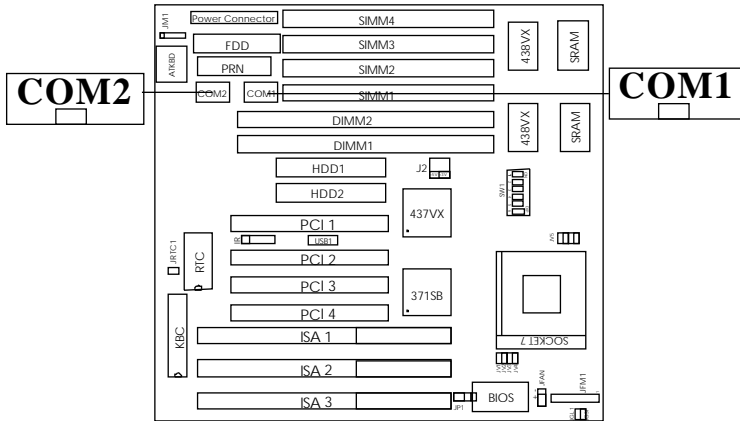 JM1
Power Connector
SIMM4
FDD
SIMM3
438VX
SRAM
ATKBD
PRN
SIMM2
COM2
COM2
COM1
SIMM1
COM1
DIMM2
438VX
SRAM
DIMM1
HDD1
J2
HDD2
SW1
437VX
PCI 1
IR
USB1
JV5
JRTC1
RTC
PCI 2
PCI 3
371SB
PCI 4
KBC
ISA 1
SOCKET 7
ISA 2
JFAN
JFM1
BIOS
ISA 3
JP1